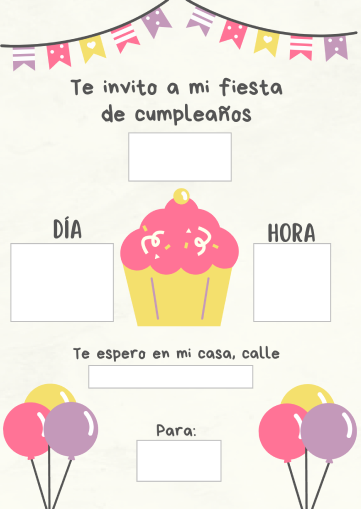 Te invito a mi fiesta
de cumpleaños
DÍA
HORA
Te espero en mi casa, calle
Para: